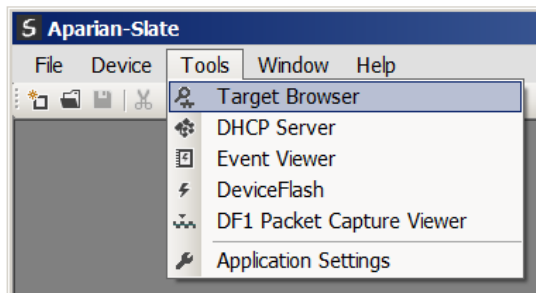 Aparian-Slate
File Device Tools Window Help
Target Browser
DHCP Server
Event Viewer
DeviceFlash
DF1 Packet Capture Viewer
Application Settings